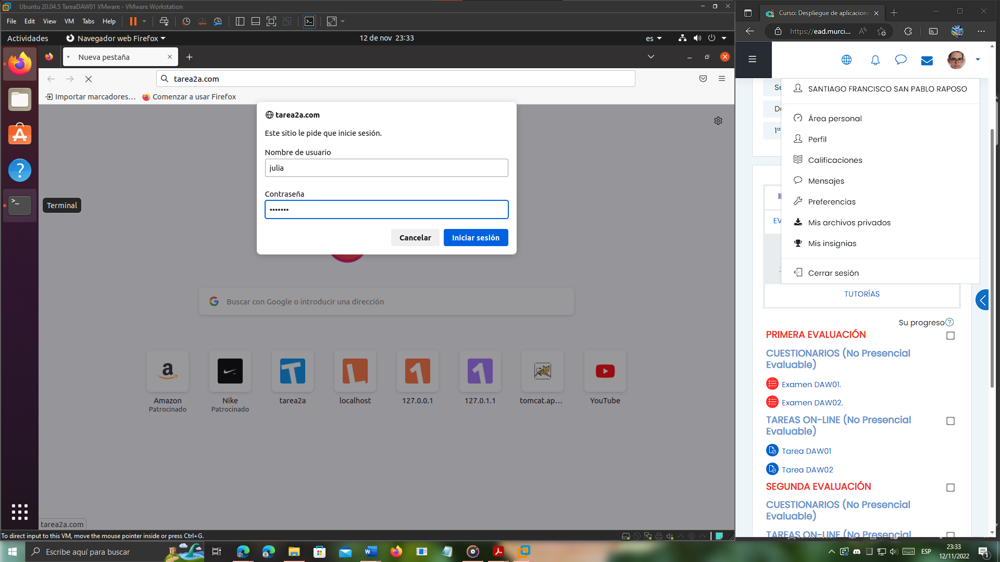 Ubuntu 20.04.5 TareaDAW01 VMware - VMware Workstation
File Edit View VM Tabs Help
Actividades
Navegador web Firefox
12 de nov 23:33
es
Nueva pestaña
tarea2a.com
Importar marcadores...
Comenzar a usar Firefox
tarea2a.com
Este sitio le pide que inicie sesión.
Nombre de usuario
julia
Contraseña
•••••••
Cancelar
Iniciar sesión
Terminal
Buscar con Google o introducir una dirección
Amazon
Patrocinado
Nike
Patrocinado
tarea2a
localhost
127.0.0.1
127.0.1.1
tomcat.ap...
YouTube
tarea2a.com
To direct input to this VM, move the mouse pointer inside or press Ctrl+G.
Curso: Despliegue de aplicacione
https://ead.murci...
SANTIAGO FRANCISCO SAN PABLO RAPOSO
Área personal
Perfil
Calificaciones
Mensajes
Preferencias
Mis archivos privados
Mis insignias
Cerrar sesión
TUTORÍAS
Su progreso
PRIMERA EVALUACIÓN
CUESTIONARIOS (No Presencial
Evaluable)
Examen DAW01.
Examen DAW02.
TAREAS ON-LINE (No Presencial
Evaluable)
Tarea DAW01
Tarea DAW02
SEGUNDA EVALUACIÓN
CUESTIONARIOS (No Presencial
Evaluable)
TAREAS ON-LINE (No Presencial
Escribe aquí para buscar
ESP
23:33
12/11/2022
1